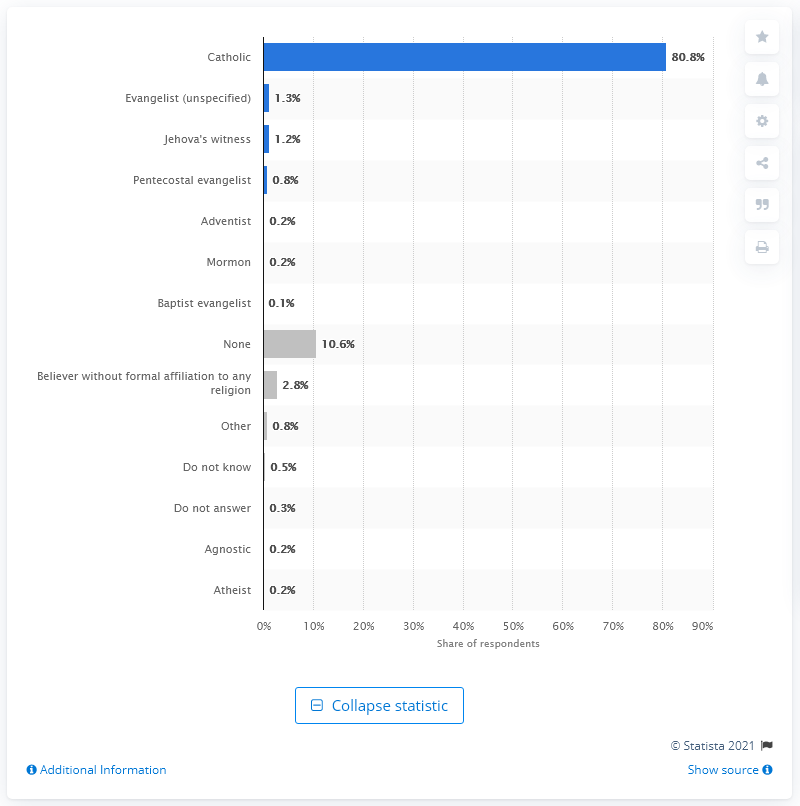 Catholic 80.8%
Evangelist (unspecified) 1.3%
Jehova's witness 1.2%
Pentecostal evangelist 0.8%
Adventist 0.2%
Mormon 0.2%
Baptist evangelist 0.1%
None 10.6%
Believer without formal affiliation to any
religion 2.8%
Other 0.8%
Do not know 0.5%
Do not answer 0.3%
Agnostic 0.2%
Atheist 0.2%
0% 10% 20% 30% 40% 50% 60% 70% 80% 90%
Share of respondents
Collapse statistic
© Statista 2021
Additional Information
Show source